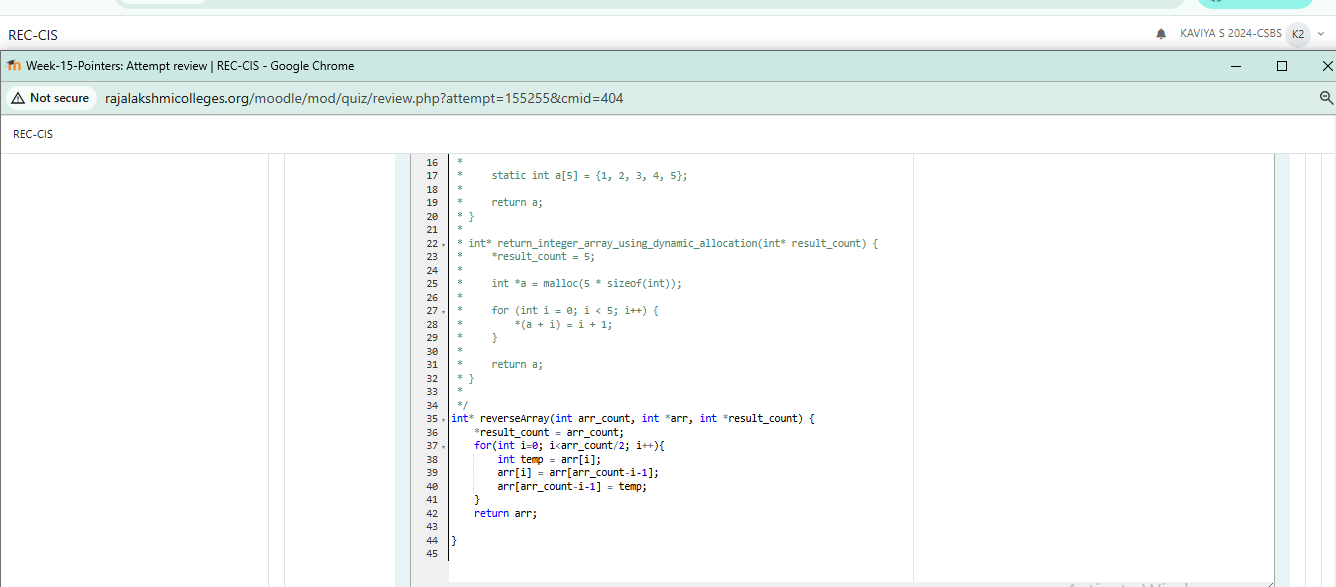 REC-CIS
KAVIYA S 2024-CSBS K2
Week-15-Pointers: Attempt review | REC-CIS - Google Chrome
Not secure rajalakshmicolleges.org/moodle/mod/quiz/review.php?attempt=155255&cmid=404
REC-CIS
16 *
17 * static int a[5] = {1, 2, 3, 4, 5};
18 *
19 * return a;
20 * }
21 *
22 * int* return_integer_array_using_dynamic_allocation(int* result_count) {
23 * *result_count = 5;
24 *
25 * int *a = malloc(5 * sizeof(int));
26 *
27 * for (int i = 0; i < 5; i++) {
28 * *(a + i) = i + 1;
29 * }
30 *
31 * return a;
32 * }
33 *
34 */
35 int* reverseArray(int arr_count, int *arr, int *result_count) {
36 *result_count = arr_count;
37 for(int i=0; i<arr_count/2; i++){
38 int temp = arr[i];
39 arr[i] = arr[arr_count-i-1];
40 arr[arr_count-i-1] = temp;
41 }
42 return arr;
43
44 }
45